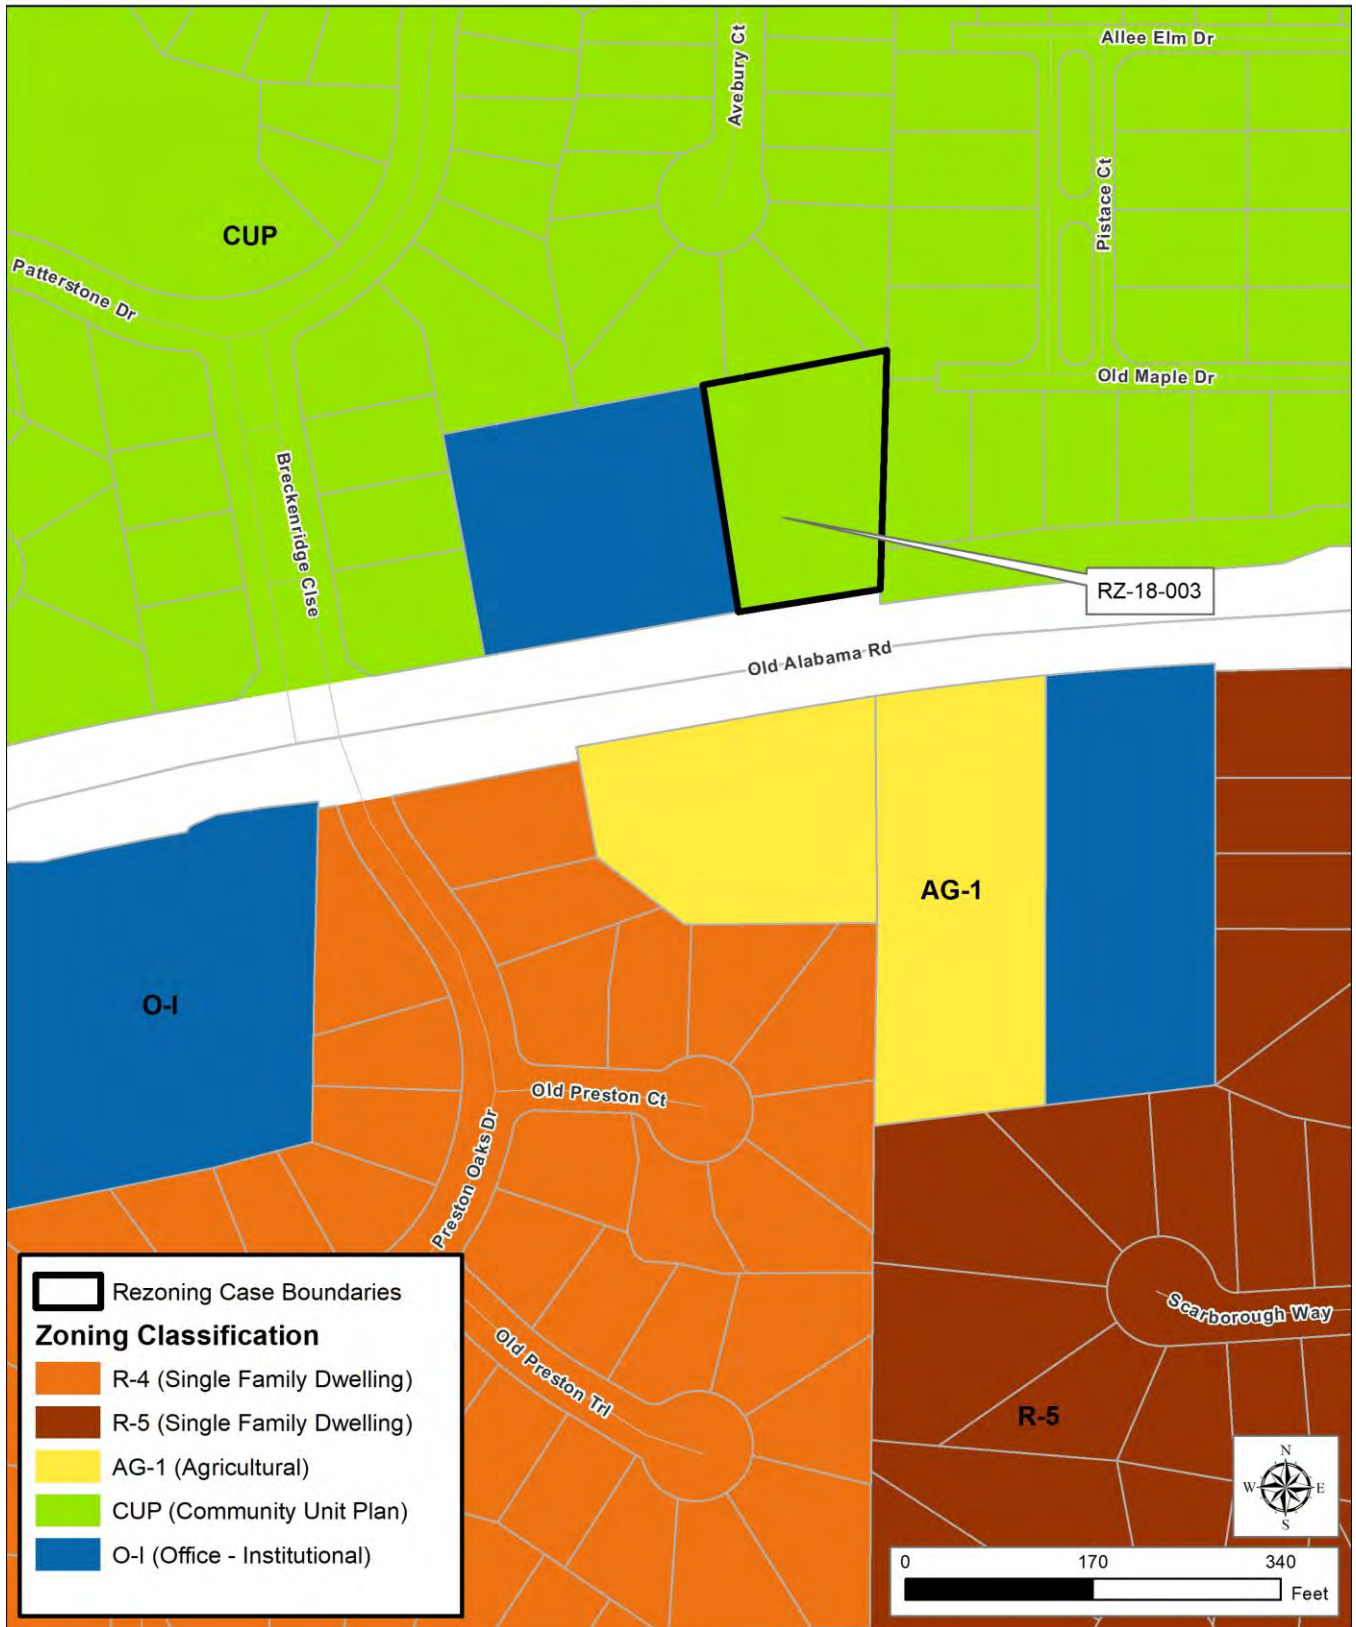 Allee Elm Dr
Avebury Ct
Pistace Ct
CUP
Patterstone Dr
Old Maple Dr
Breckenridge Clse
RZ-18-003
Old Alabama Rd
AG-1
O-I
Old Preston Ct
Preston Oaks Dr
Scarborough Way
Old Preston Trl
R-5
Rezoning Case Boundaries
Zoning Classification
R-4 (Single Family Dwelling)
R-5 (Single Family Dwelling)
AG-1 (Agricultural)
CUP (Community Unit Plan)
O-I (Office - Institutional)
N
W E
S
0 170 340
Feet